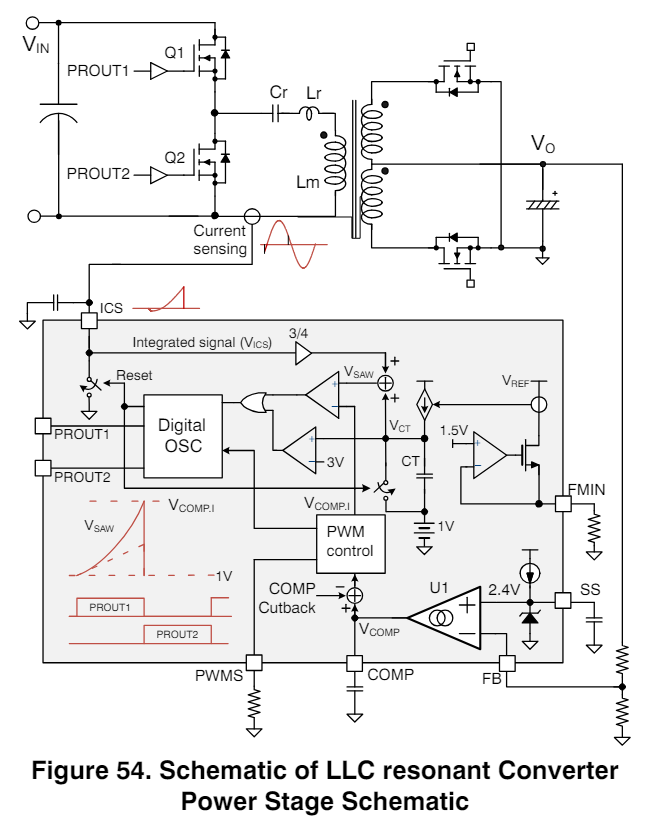 VIN
Q1
PROUT1
Q2
PROUT2
Cr
Lr
Lm
VO
+
Current
sensing
ICS
Integrated signal (VICS)
3/4
+
VSAW
+
Reset
Digital
OSC
PROUT1
PROUT2
+
−
+
−
3V
VCT
CT
1V
VREF
1.5V
+
−
FMIN
VCOMP.I
VSAW
VCOMP.I
1V
PROUT1
PROUT2
PWM
control
COMP
Cutback
−
+
VCOMP
U1
+
−
2.4V
SS
PWMS
COMP
FB
Figure 54. Schematic of LLC resonant Converter
Power Stage Schematic